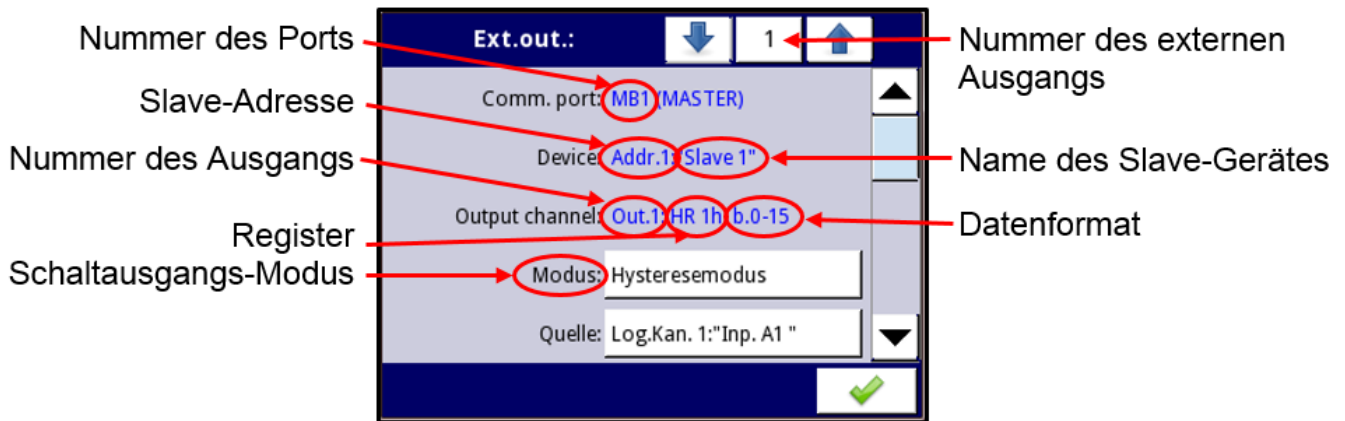 Ext.out.:
1
Nummer des Ports
Nummer des externen
Ausgangs
Comm. port: MB1 (MASTER)
Slave-Adresse
Device: Addr.1: Slave 1"
Name des Slave-Gerätes
Nummer des Ausgangs
Output channel: Out.1: HR 1h, b.0-15
Datenformat
Register
Schaltausgangs-Modus
Modus: Hysteresemodus
Quelle: Log.Kan. 1:"Inp. A1 "